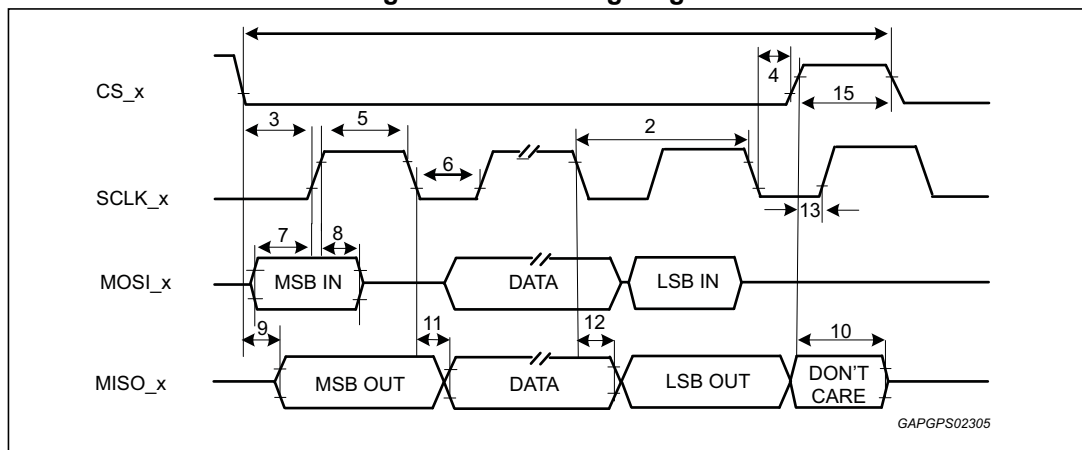 4
CS_x
15
3
5
2
6
SCLK_x
13
7
8
MOSI_x
MSB IN
DATA
LSB IN
9
11
12
10
MISO_x
MSB OUT
DATA
LSB OUT
DON'T
CARE
GAPGPS02305